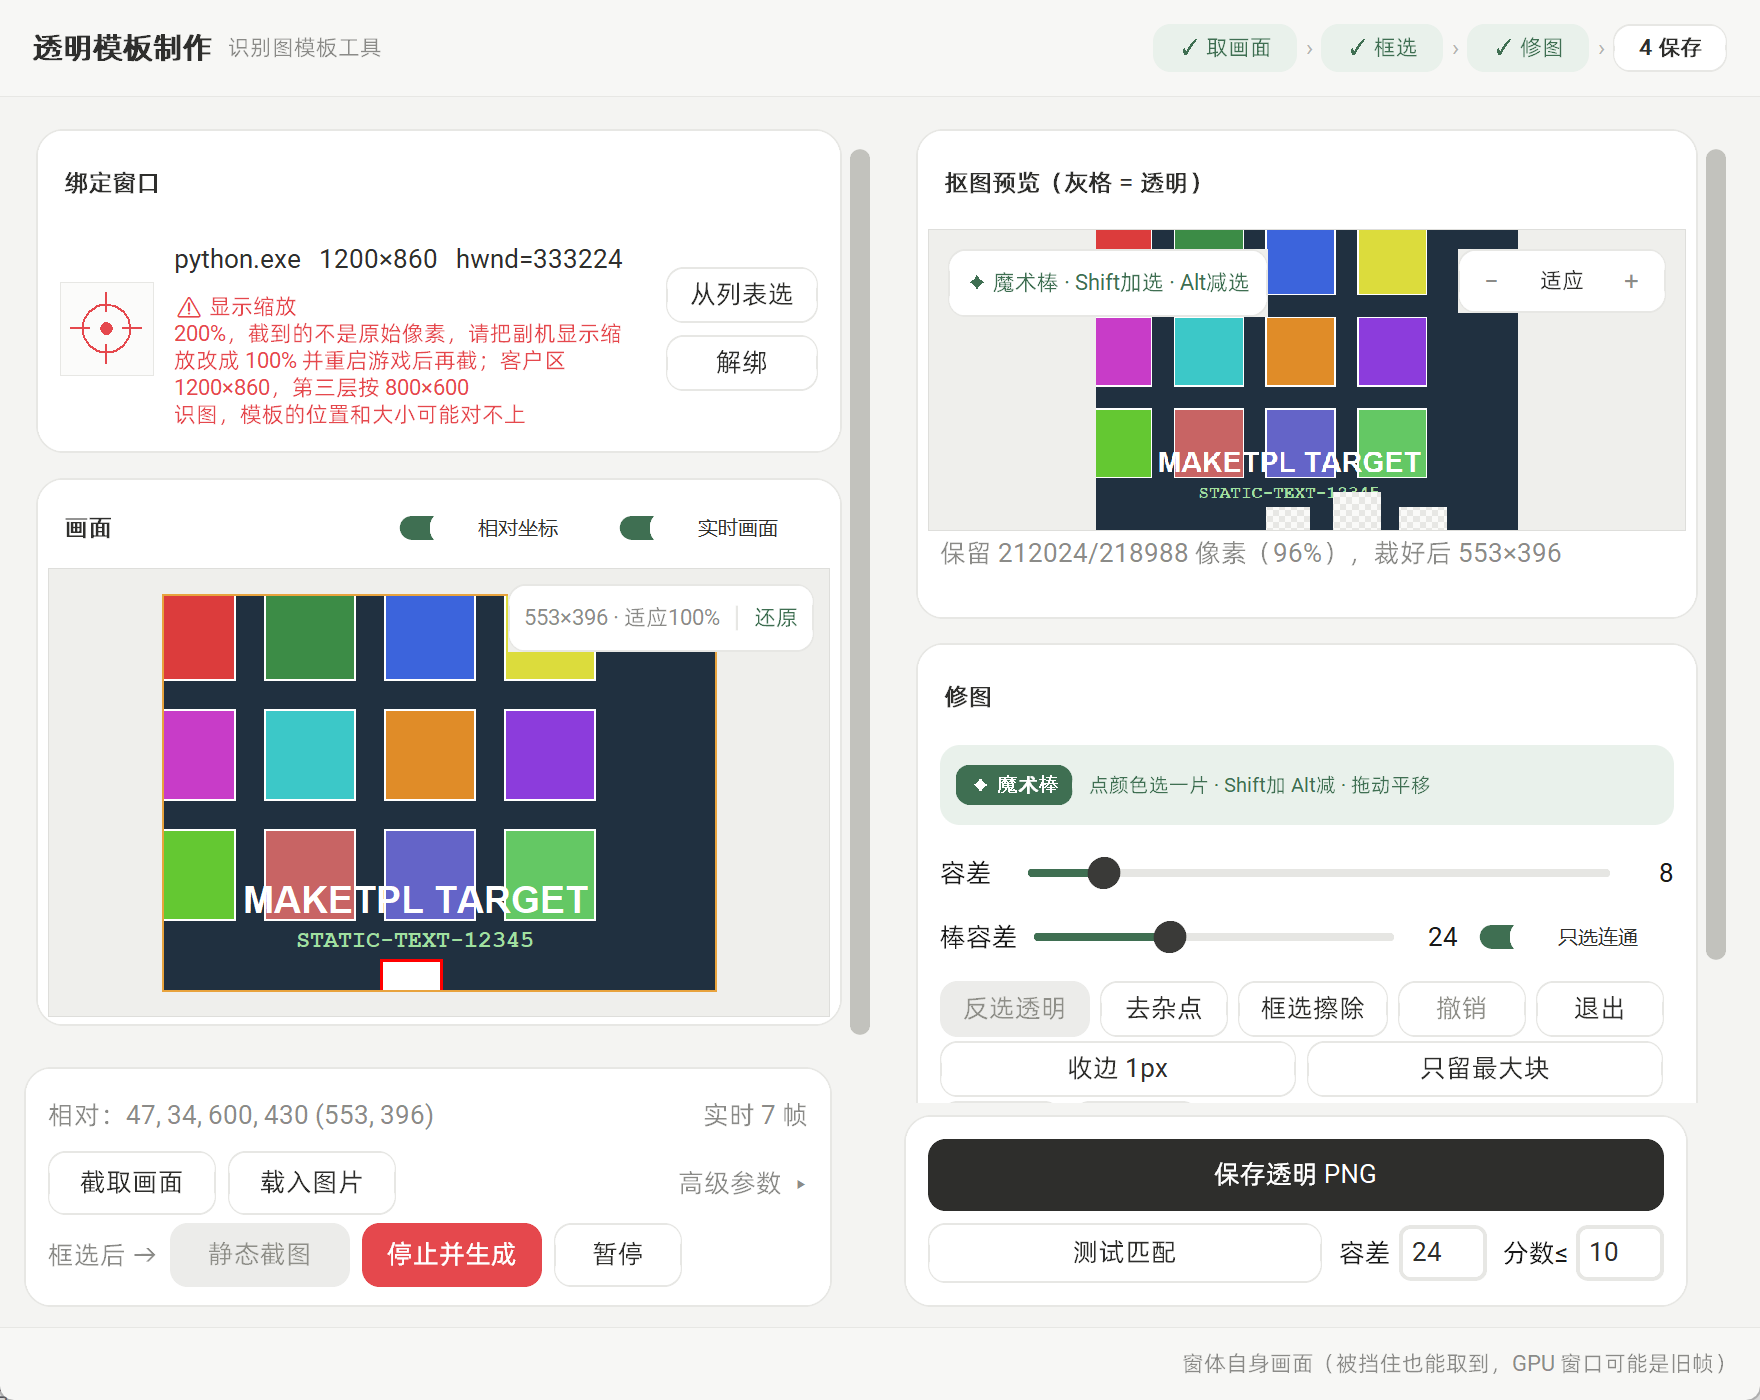 透明模板制作 识别图模板工具
✓ 取画面 › ✓ 框选 › ✓ 修图 › 4 保存
绑定窗口
python.exe 1200×860 hwnd=333224
⚠ 显示缩放
200%，截到的不是原始像素，请把副机显示缩
放改成 100% 并重启游戏后再截；客户区
1200×860，第三层按 800×600
识图，模板的位置和大小可能对不上
从列表选
解绑
画面
相对坐标
实时画面
553×396 · 适应100%
还原
MAKETPL TARGET
STATIC-TEXT-12345
相对：47, 34, 600, 430 (553, 396)
实时 7 帧
截取画面
载入图片
高级参数 ▸
框选后 →
静态截图
停止并生成
暂停
抠图预览（灰格 = 透明）
✦ 魔术棒 · Shift加选 · Alt减选
− 适应 +
MAKETPL TARGET
STATIC-TEXT-12345
保留 212024/218988 像素（96%），裁好后 553×396
修图
✦ 魔术棒
点颜色选一片 · Shift加 Alt减 · 拖动平移
容差 8
棒容差 24 只选连通
反选透明
去杂点
框选擦除
撤销
退出
收边 1px
只留最大块
保存透明 PNG
测试匹配
容差 24
分数≤ 10
窗体自身画面（被挡住也能取到，GPU 窗口可能是旧帧）